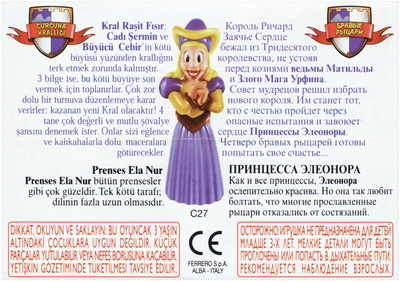 GURÇUNA
KRALLIĞI
Kral Raşit Fısır;
Cadı Şermin ve
Büyücü Cebir'in kötü
büyüsü yüzünden krallığını
terk etmek zorunda kalmıştır.
3 bilge ise, bu kötü büyüye son
vermek için toplanırlar. Çok zor
dolu bir turnuva düzenlemeye karar
verirler: kazanan yeni Kral olacaktır! 4
tane çok değerli ve mutlu şövalye
şansını denemek ister. Onlar sizi eğlence
ve kahkahalarla dolu maceralara
götürecekler.
Prenses Ela Nur
Prenses Ela Nur bütün prensesler
gibi çok güzeldir. Tek kötü tarafı;
dilinin fazla uzun olmasıdır.
БРАВЫЕ
РЫЦАРИ
Король Ричард
Заячье Сердце
бежал из Тридесятого
королевства, не устояв
перед кознями ведьмы Матильды
и Злого Мага Урфина.
Совет мудрецов решил избрать
нового короля. Им станет тот,
кто с честью пройдет через
опасные испытания и завоюет
сердце Принцессы Элеоноры.
Четверо бравых рыцарей готовы
попытать свое счастье...
ПРИНЦЕССА ЭЛЕОНОРА
Как и все принцессы, Элеонора
ослепительно красива. Но она так любит
болтать, что многие прославленные
рыцари отказались от состязаний.
C27
DİKKAT, OKUYUN VE SAKLAYIN: BU OYUNCAK 3 YAŞIN
ALTINDAKİ ÇOCUKLARA UYGUN DEĞİLDİR. KÜÇÜK
PARÇALAR YUTULABİLİR VEYA NEFES BORUSUNA KAÇABİLİR.
YETİŞKİN GÖZETİMİNDE TÜKETİLMESİ TAVSİYE EDİLİR.
CE
FERRERO S.p.A.
ALBA - ITALY
ОСТОРОЖНО! ИГРУШКА НЕ ПРЕДНАЗНАЧЕНА ДЛЯ ДЕТЕЙ
МЛАДШЕ 3-Х ЛЕТ. МЕЛКИЕ ДЕТАЛИ МОГУТ БЫТЬ
ПРОГЛОЧЕНЫ ИЛИ ПОПАСТЬ В ДЫХАТЕЛЬНЫЕ ПУТИ.
РЕКОМЕНДУЕТСЯ НАБЛЮДЕНИЕ ВЗРОСЛЫХ.